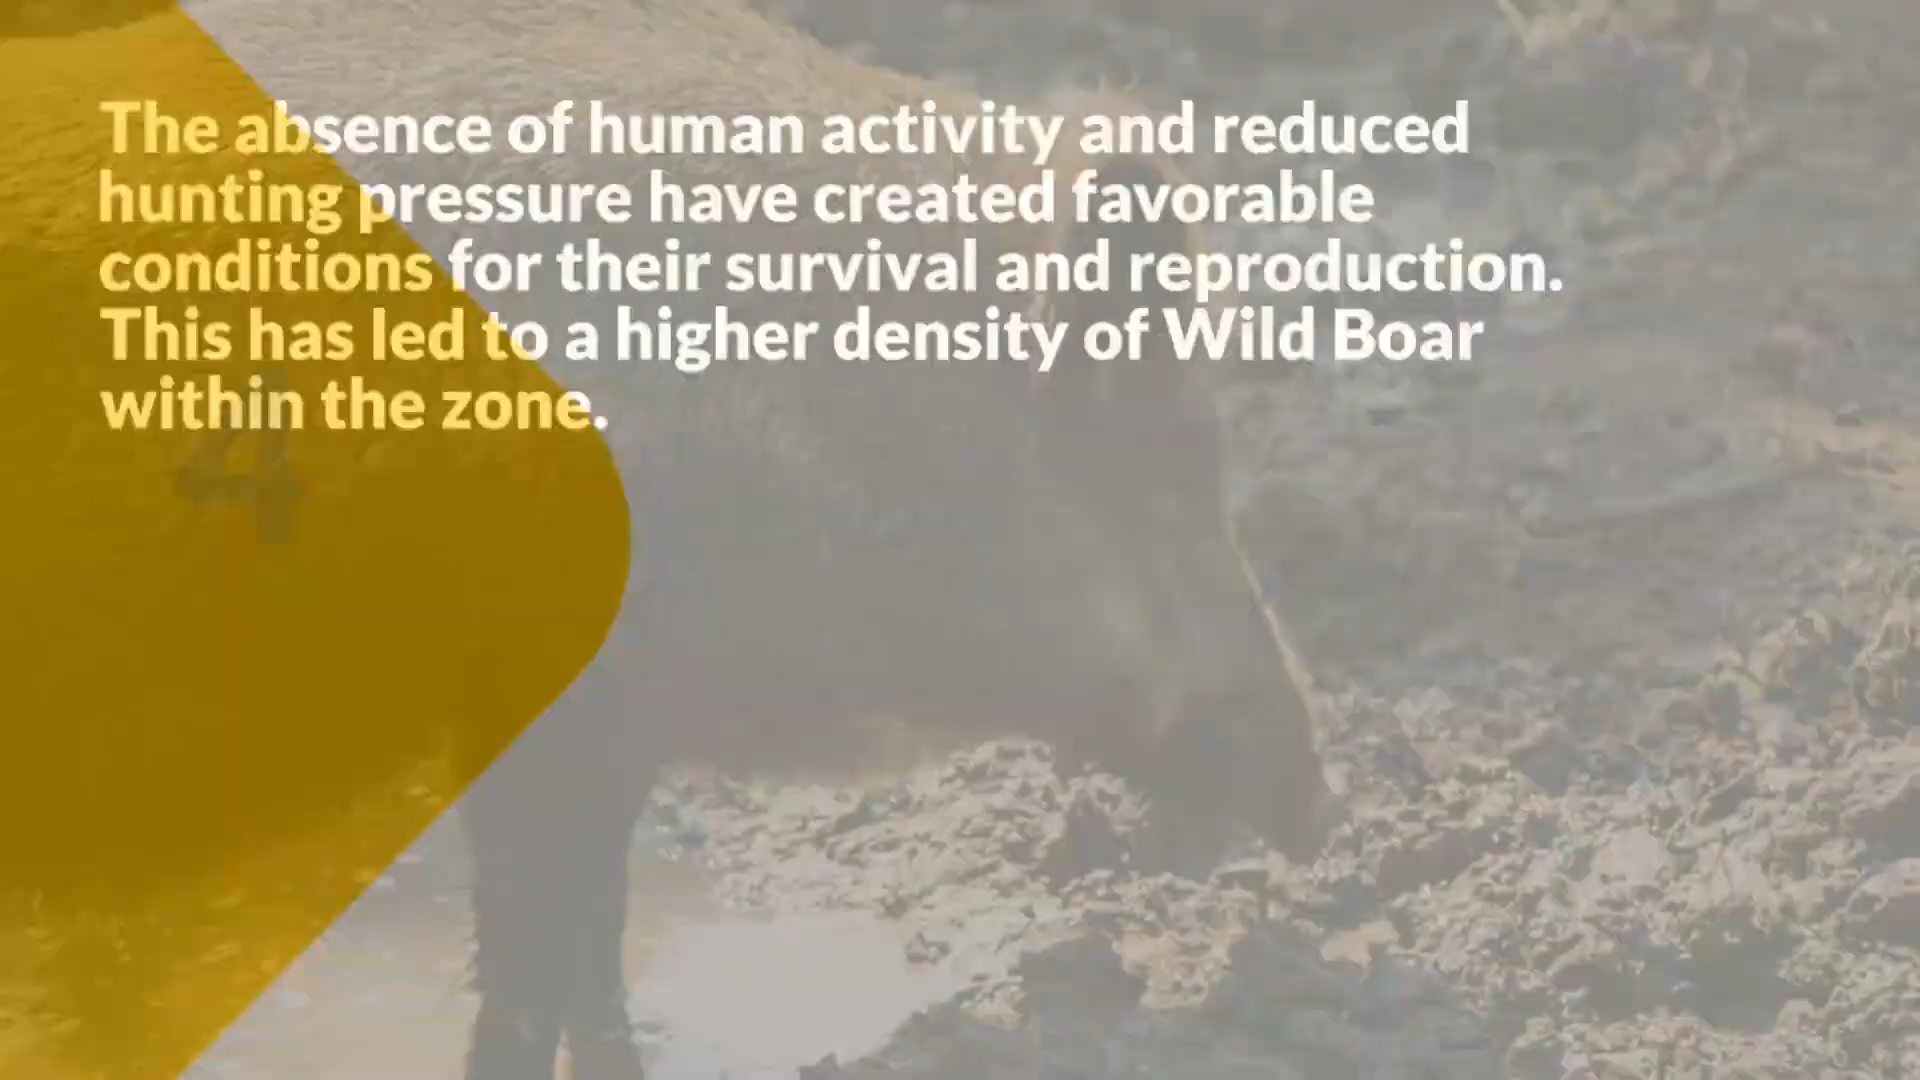 The absence of human activity and reduced
hunting pressure have created favorable
conditions for their survival and reproduction.
This has led to a higher density of Wild Boar
within the zone.
4